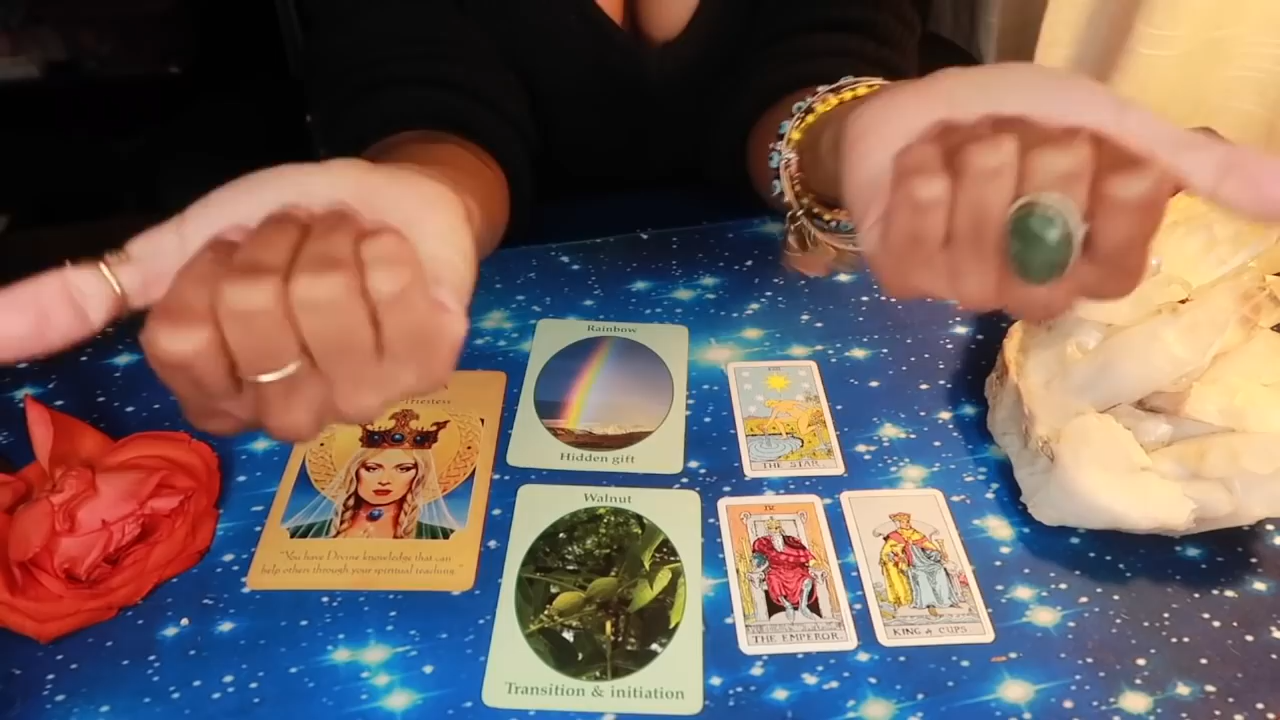 Priestess
"You have Divine knowledge that can
help others through your spiritual teaching."
Rainbow
Hidden gift
Walnut
Transition & initiation
XVII
THE STAR.
IV
THE EMPEROR.
KING of CUPS.